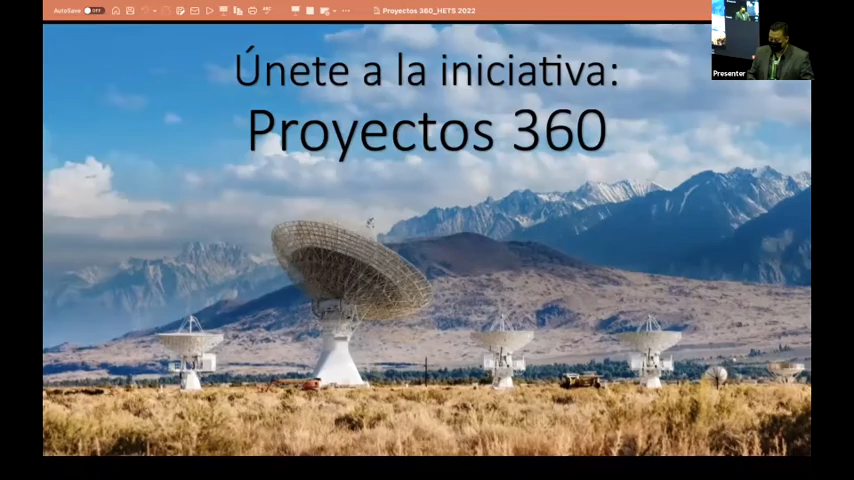 AutoSave OFF
Proyectos 360_HETS 2022
Presenter
Únete a la iniciativa:
Proyectos 360